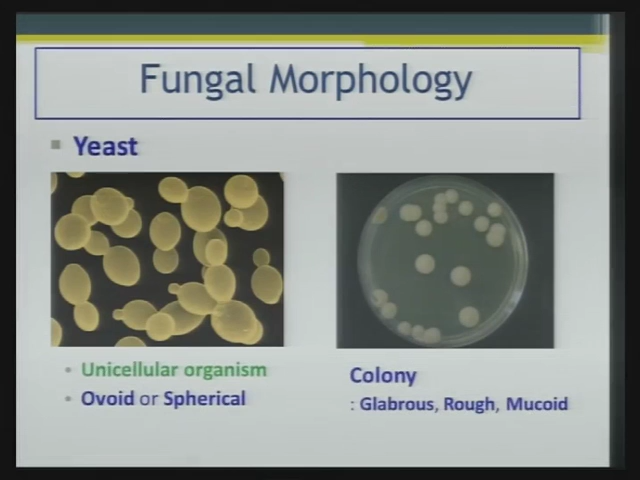 Fungal Morphology
▪ Yeast
• Unicellular organism
• Ovoid or Spherical
Colony
: Glabrous, Rough, Mucoid